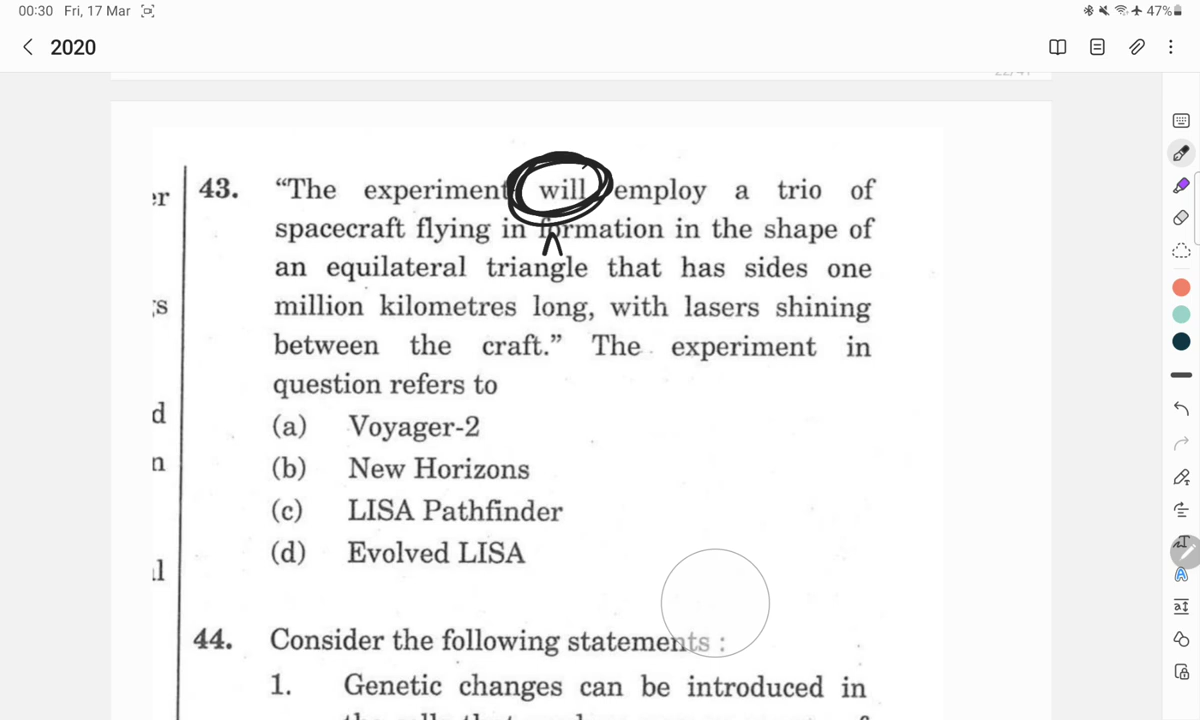 00:30 Fri, 17 Mar
47%
2020
er
gs
d
n
43. “The experiment will employ a trio of
spacecraft flying in formation in the shape of
an equilateral triangle that has sides one
million kilometres long, with lasers shining
between the craft.” The experiment in
question refers to
(a) Voyager-2
(b) New Horizons
(c) LISA Pathfinder
(d) Evolved LISA
44. Consider the following statements :
1. Genetic changes can be introduced in